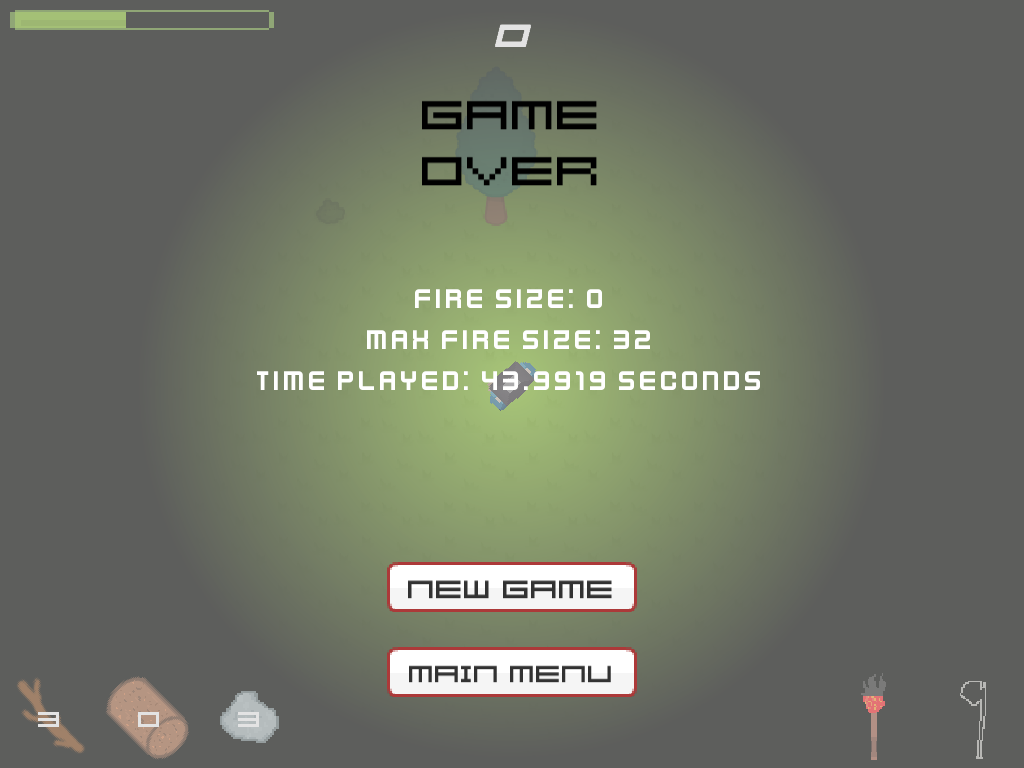 0
GAME
OVER
FIRE SIZE: 0
MAX FIRE SIZE: 32
TIME PLAYED: 43.9919 SECONDS
NEW GAME
MAIN MENU
3 0 3